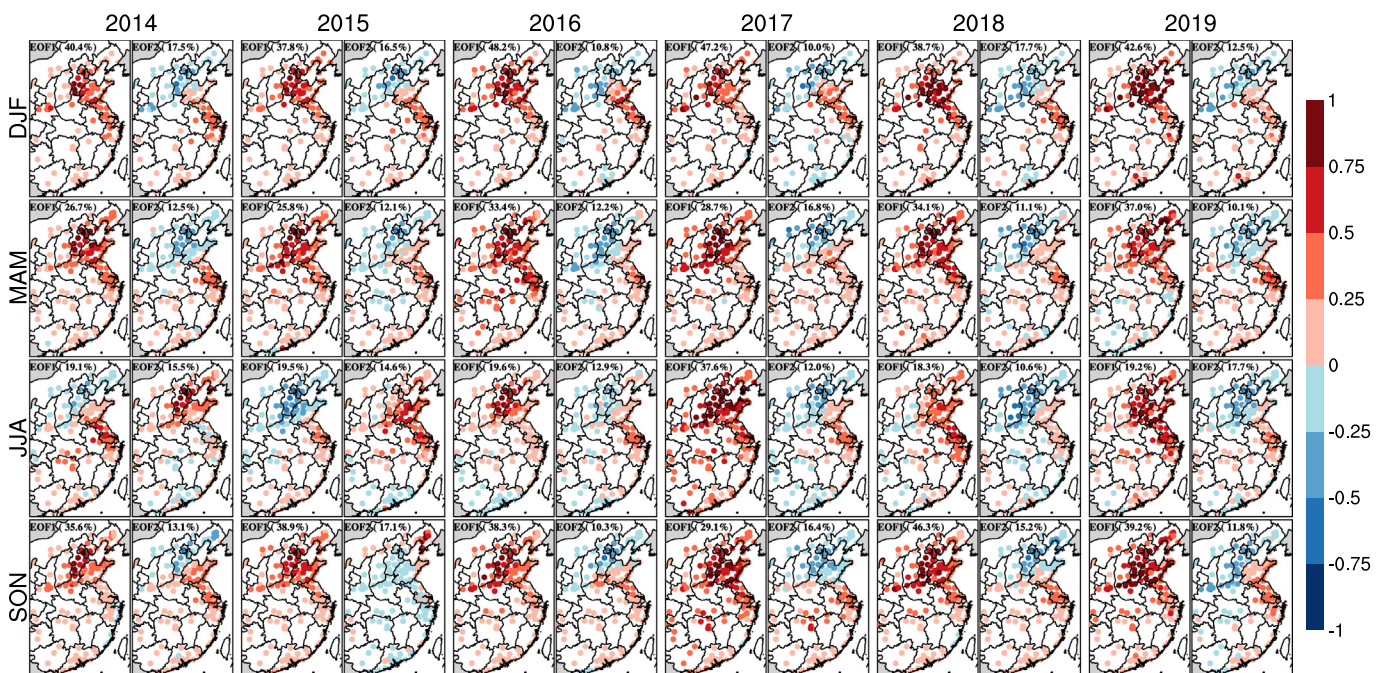 2014 2015 2016 2017 2018 2019
DJF
EOF1 ( 40.4%) EOF2 ( 17.5%) EOF1 ( 37.8%) EOF2 ( 16.5%) EOF1 ( 48.2%) EOF2 ( 10.8%) EOF1 ( 47.2%) EOF2 ( 10.0%) EOF1 ( 38.7%) EOF2 ( 17.7%) EOF1 ( 42.6%) EOF2 ( 12.5%)
MAM
EOF1 ( 26.7%) EOF2 ( 12.5%) EOF1 ( 25.8%) EOF2 ( 12.1%) EOF1 ( 33.4%) EOF2 ( 12.2%) EOF1 ( 28.7%) EOF2 ( 16.8%) EOF1 ( 34.1%) EOF2 ( 11.1%) EOF1 ( 37.0%) EOF2 ( 10.1%)
JJA
EOF1 ( 19.1%) EOF2 ( 15.5%) EOF1 ( 19.5%) EOF2 ( 14.6%) EOF1 ( 19.6%) EOF2 ( 12.9%) EOF1 ( 37.6%) EOF2 ( 12.0%) EOF1 ( 18.3%) EOF2 ( 10.6%) EOF1 ( 19.2%) EOF2 ( 17.7%)
SON
EOF1 ( 35.6%) EOF2 ( 13.1%) EOF1 ( 38.9%) EOF2 ( 17.1%) EOF1 ( 38.3%) EOF2 ( 10.3%) EOF1 ( 29.1%) EOF2 ( 16.4%) EOF1 ( 46.3%) EOF2 ( 15.2%) EOF1 ( 39.2%) EOF2 ( 11.8%)
1
0.75
0.5
0.25
0
-0.25
-0.5
-0.75
-1